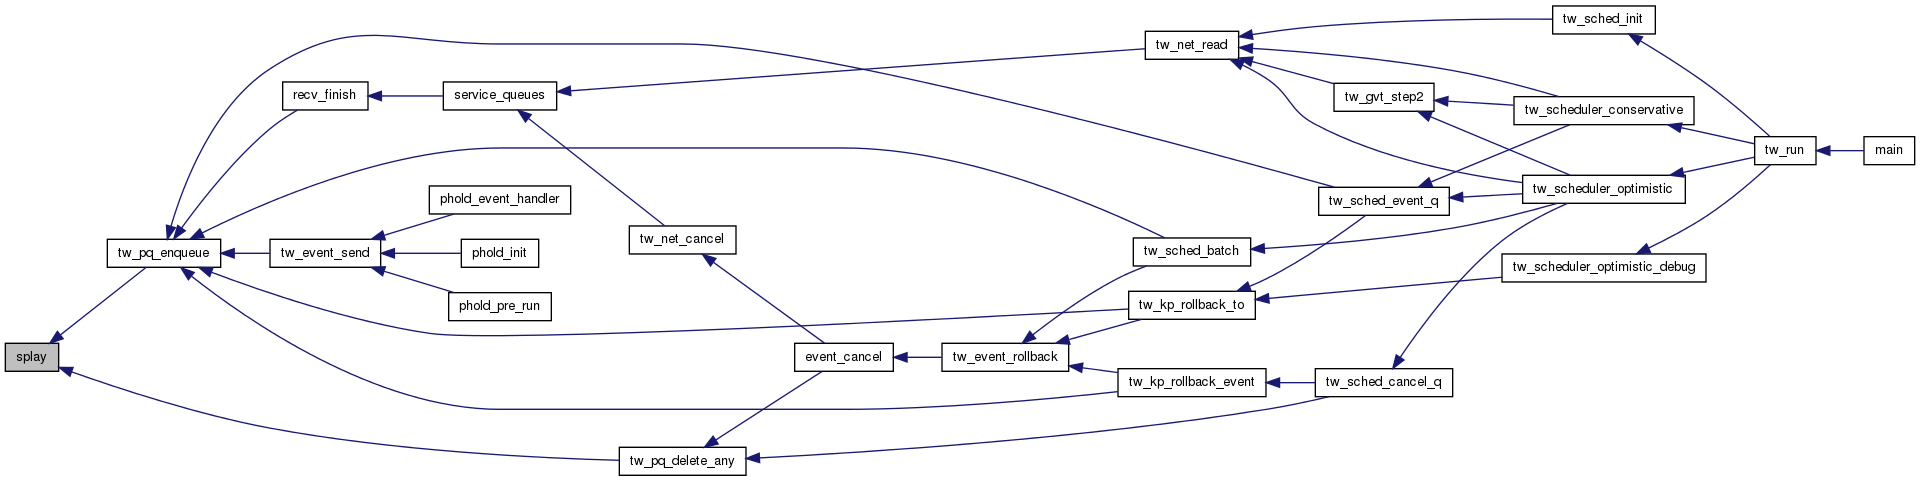 tw_sched_init
tw_net_read
recv_finish
service_queues
tw_gvt_step2
tw_scheduler_conservative
tw_run
main
phold_event_handler
tw_sched_event_q
tw_scheduler_optimistic
tw_net_cancel
tw_pq_enqueue
tw_event_send
phold_init
tw_sched_batch
tw_scheduler_optimistic_debug
phold_pre_run
tw_kp_rollback_to
splay
event_cancel
tw_event_rollback
tw_kp_rollback_event
tw_sched_cancel_q
tw_pq_delete_any